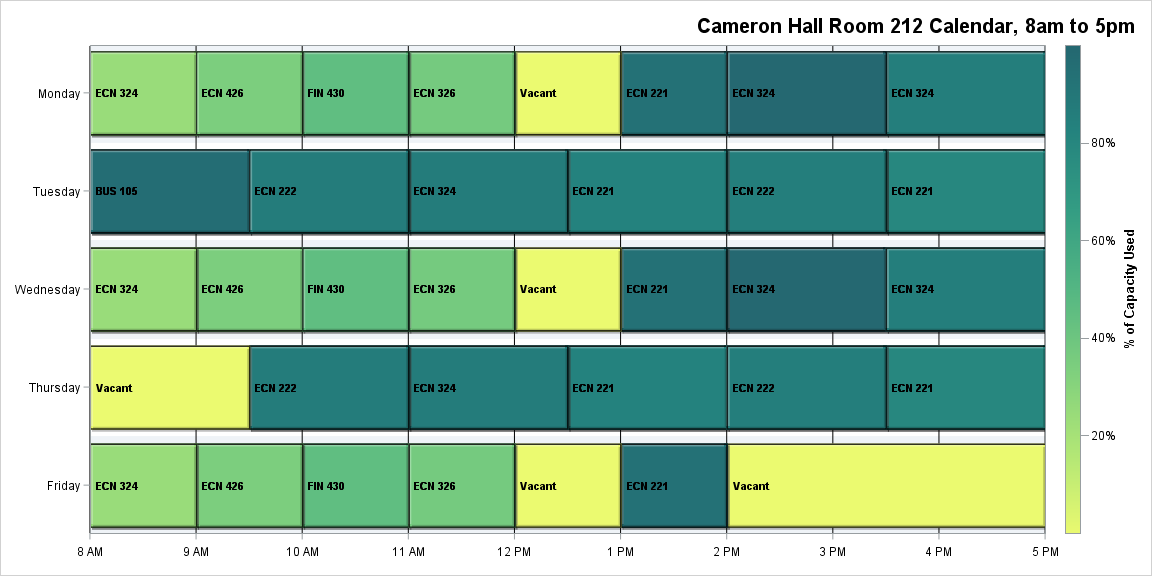 Cameron Hall Room 212 Calendar, 8am to 5pm
Monday
ECN 324
ECN 426
FIN 430
ECN 326
Vacant
ECN 221
ECN 324
ECN 324
Tuesday
BUS 105
ECN 222
ECN 324
ECN 221
ECN 222
ECN 221
Wednesday
ECN 324
ECN 426
FIN 430
ECN 326
Vacant
ECN 221
ECN 324
ECN 324
Thursday
Vacant
ECN 222
ECN 324
ECN 221
ECN 222
ECN 221
Friday
ECN 324
ECN 426
FIN 430
ECN 326
Vacant
ECN 221
Vacant
8 AM
9 AM
10 AM
11 AM
12 PM
1 PM
2 PM
3 PM
4 PM
5 PM
80%
60%
40%
20%
% of Capacity Used